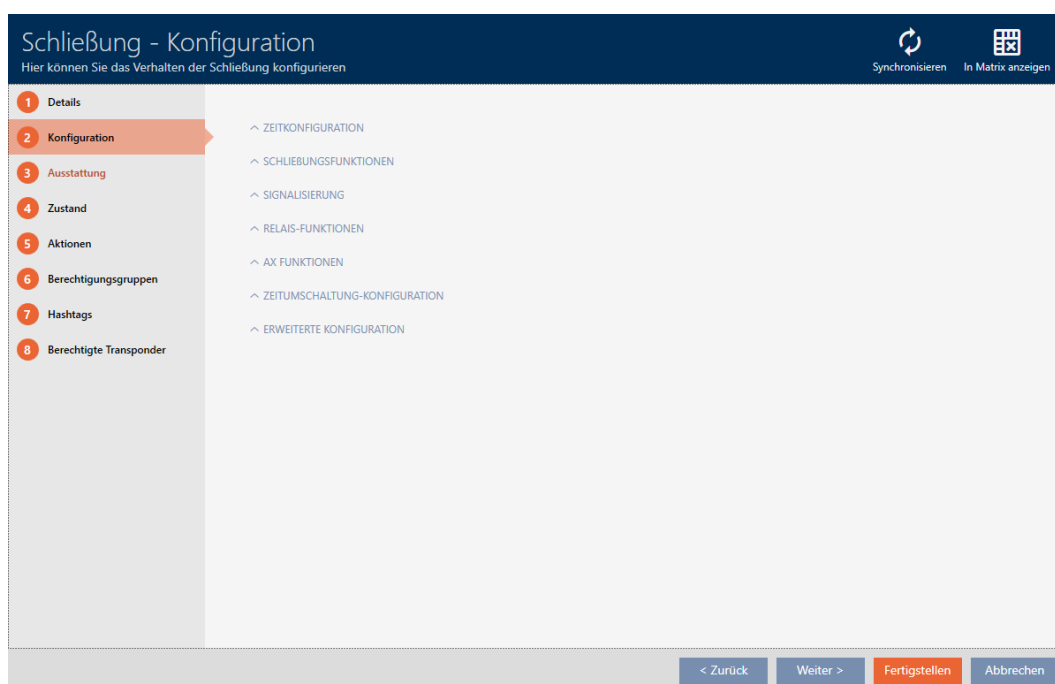 Schließung - Konfiguration
Hier können Sie das Verhalten der Schließung konfigurieren
Synchronisieren
In Matrix anzeigen
1 Details
2 Konfiguration
3 Ausstattung
4 Zustand
5 Aktionen
6 Berechtigungsgruppen
7 Hashtags
8 Berechtigte Transponder
ZEITKONFIGURATION
SCHLIEßUNGSFUNKTIONEN
SIGNALISIERUNG
RELAIS-FUNKTIONEN
AX FUNKTIONEN
ZEITUMSCHALTUNG-KONFIGURATION
ERWEITERTE KONFIGURATION
< Zurück
Weiter >
Fertigstellen
Abbrechen